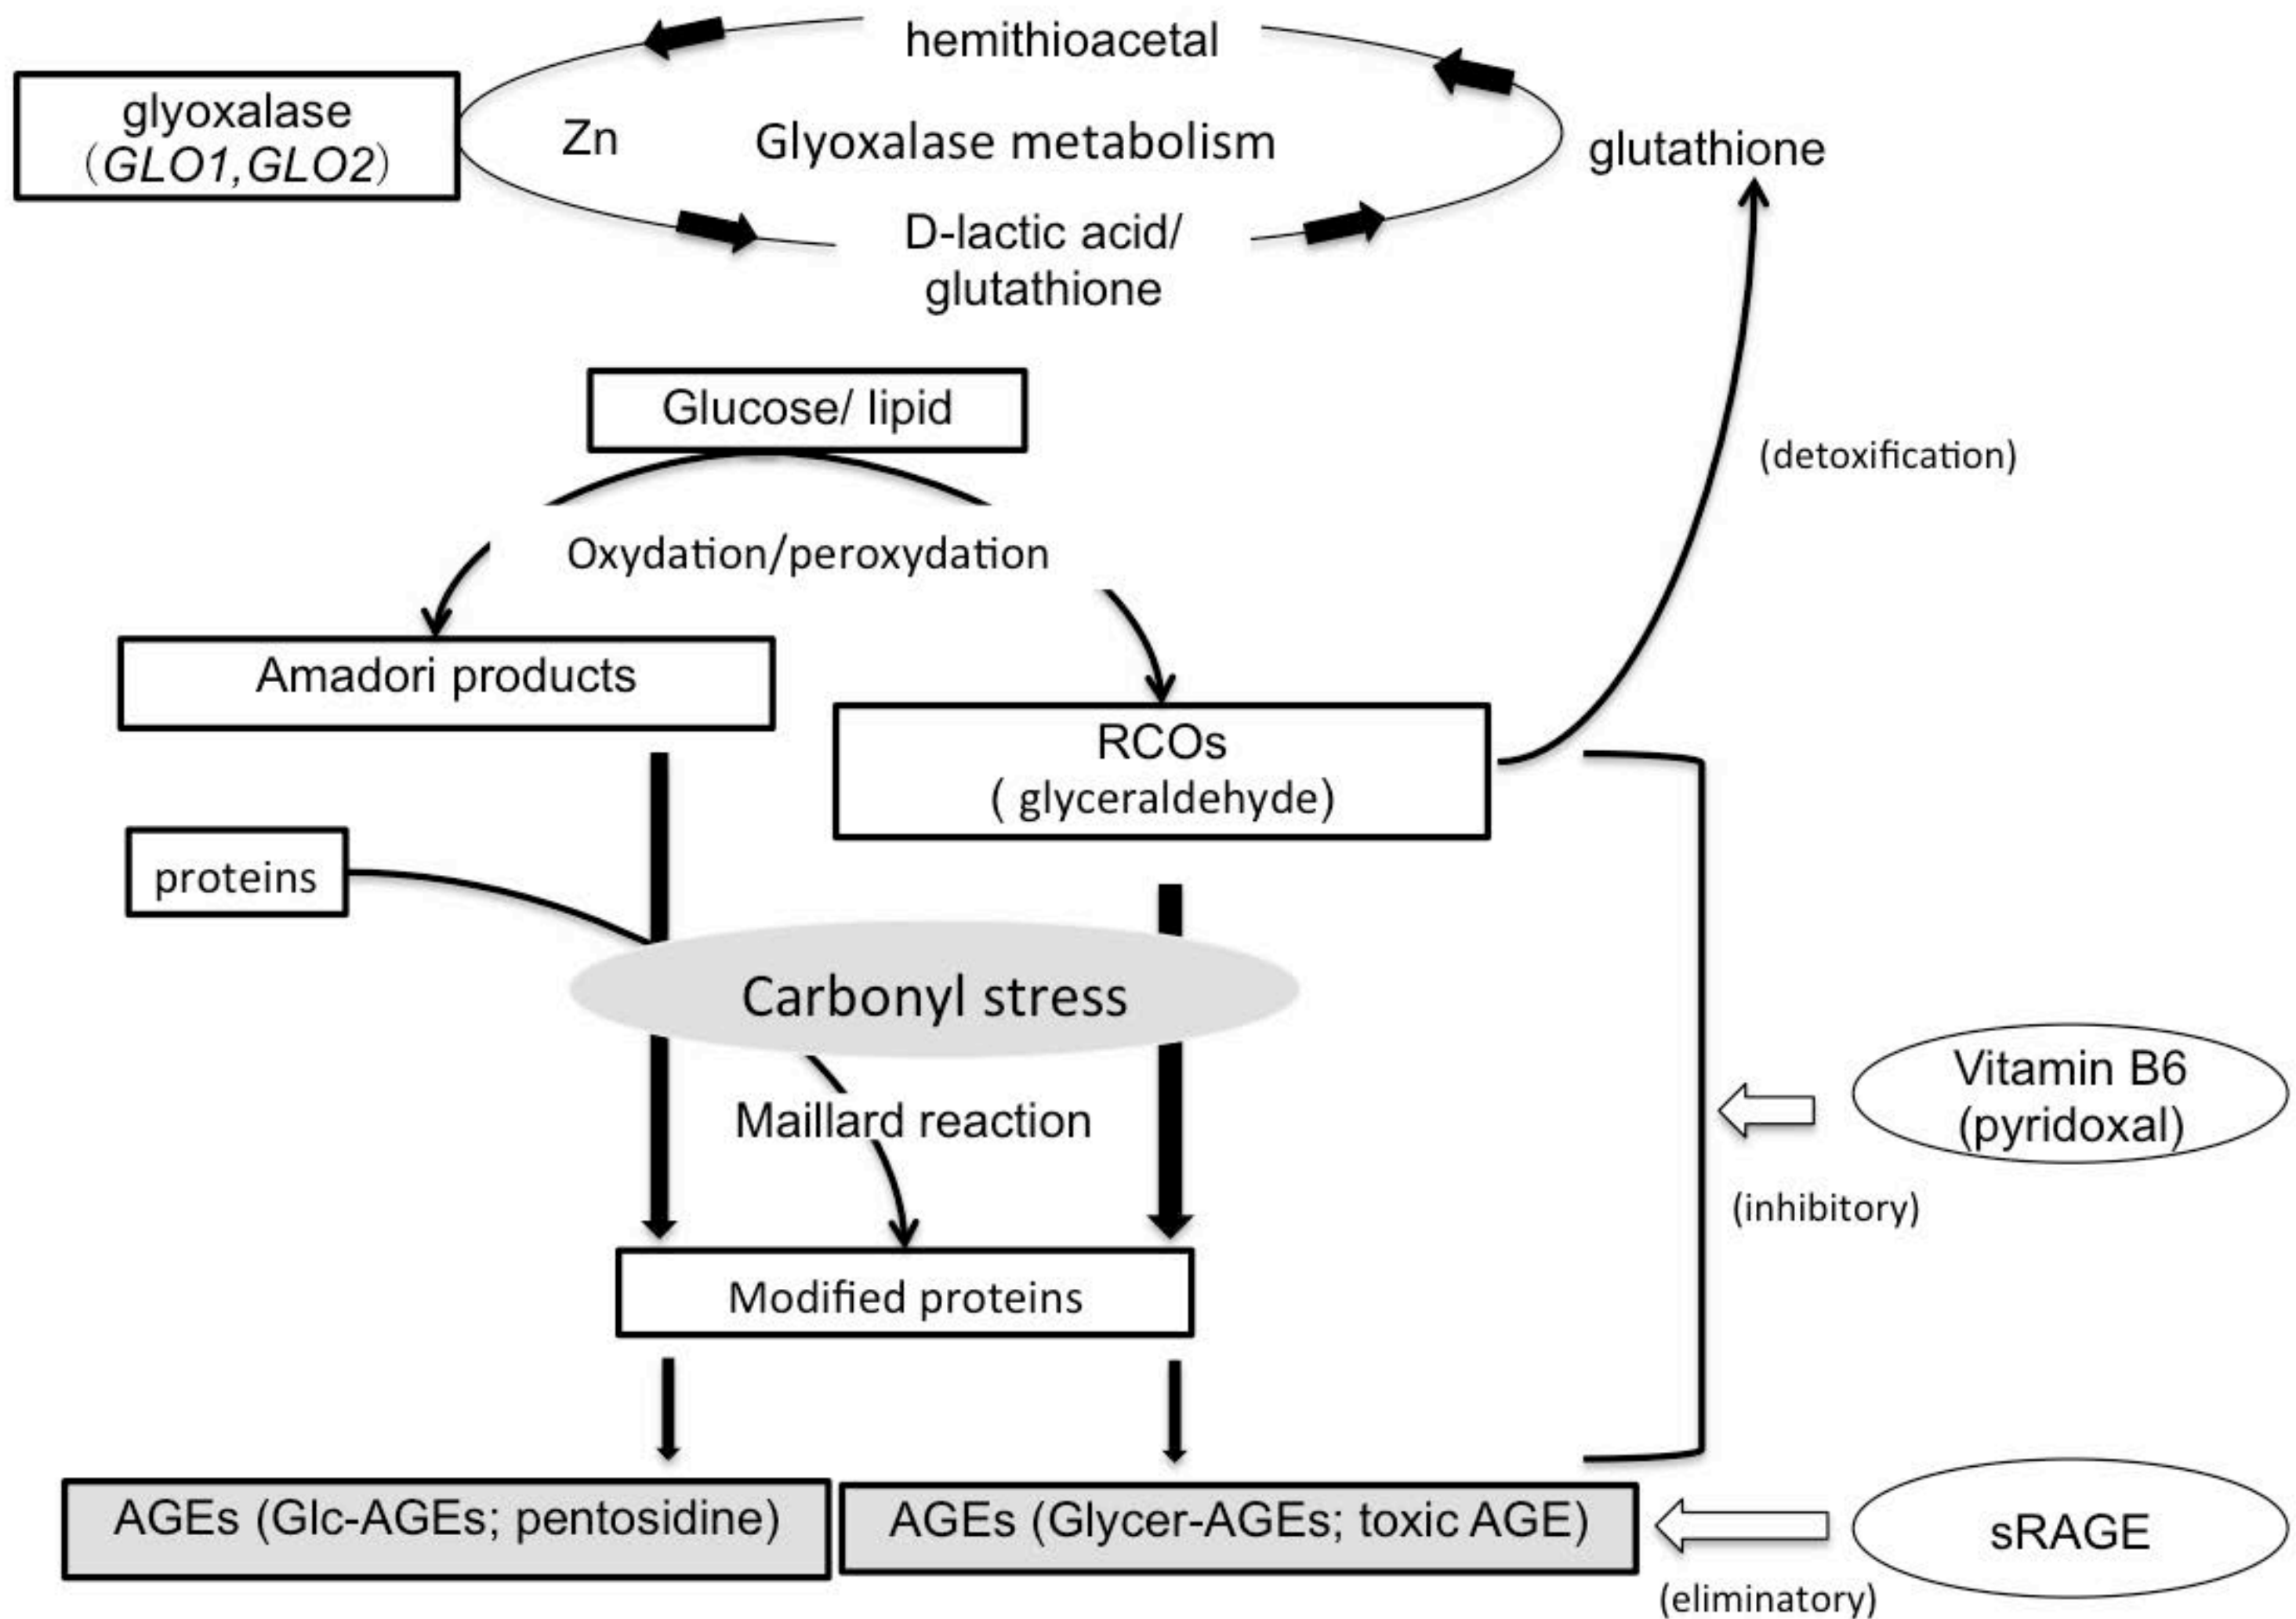 hemithioacetal
glyoxalase
（GLO1,GLO2）
Zn
Glyoxalase metabolism
glutathione
D-lactic acid/
glutathione
Glucose/ lipid
(detoxification)
Oxydation/peroxydation
Amadori products
RCOs
( glyceraldehyde)
proteins
Carbonyl stress
Vitamin B6
(pyridoxal)
Maillard reaction
(inhibitory)
Modified proteins
AGEs (Glc-AGEs; pentosidine)
AGEs (Glycer-AGEs; toxic AGE)
sRAGE
(eliminatory)